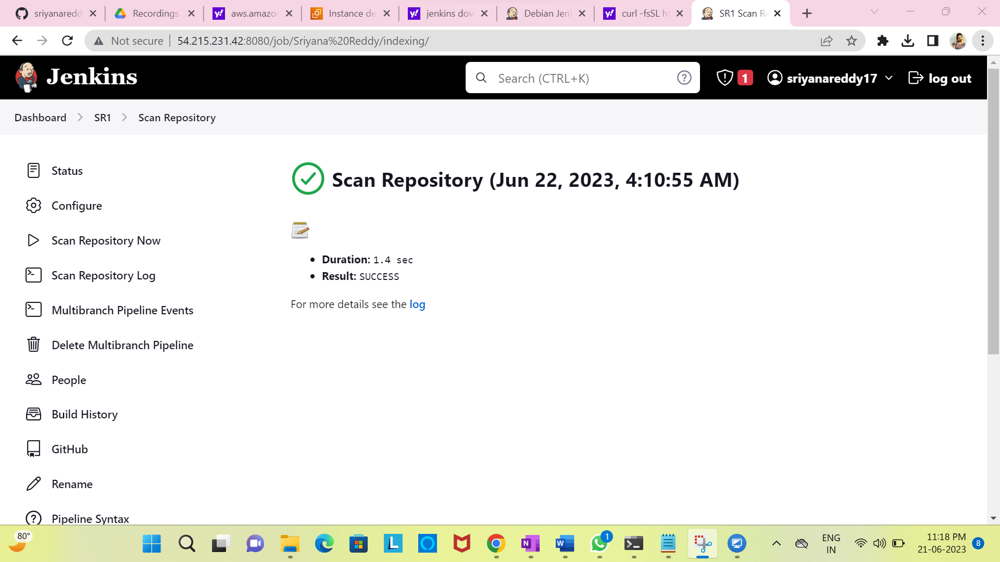 sriyanaredd
Recordings
aws.amazon
Instance de
jenkins dow
Debian Jenk
curl -fsSL ht
SR1 Scan Re
Not secure
54.215.231.42:8080/job/Sriyana%20Reddy/indexing/
Jenkins
Search (CTRL+K)
1
sriyanareddy17
log out
Dashboard
SR1
Scan Repository
Status
Configure
Scan Repository Now
Scan Repository Log
Multibranch Pipeline Events
Delete Multibranch Pipeline
People
Build History
GitHub
Rename
Pipeline Syntax
Scan Repository (Jun 22, 2023, 4:10:55 AM)
Duration: 1.4 sec
Result: SUCCESS
For more details see the log
80°
1
ENG
IN
11:18 PM
21-06-2023
8